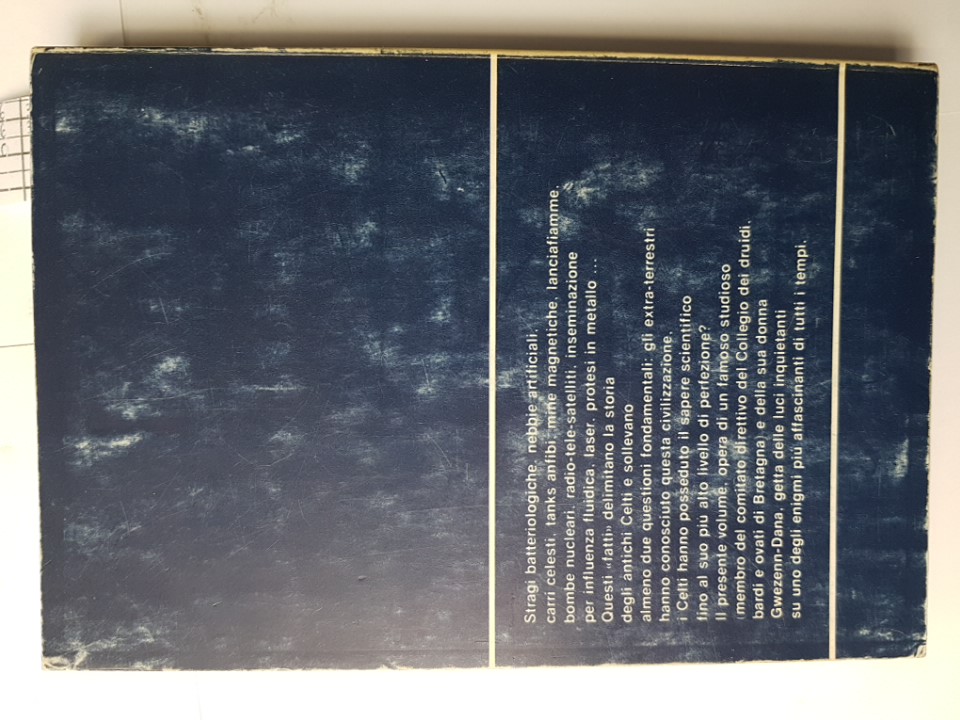 Stragi batteriologiche, nebbie artificiali,
carri celesti, tanks anfibi, mine magnetiche, lanciafiamme,
bombe nucleari, radio-tele-satelliti, inseminazione
per influenza fluidica, laser, protesi in metallo ...
Questi «fatti» delimitano la storia
degli antichi Celti e sollevano
almeno due questioni fondamentali: gli extra-terrestri
hanno conosciuto questa civilizzazione,
i Celti hanno posseduto il sapere scientifico
fino al suo più alto livello di perfezione?
Il presente volume, opera di un famoso studioso
(membro del comitato direttivo del Collegio dei druidi,
bardi e ovati di Bretagna) e della sua donna
Gwezenn-Dana, getta delle luci inquietanti
su uno degli enigmi più affascinanti di tutti i tempi.